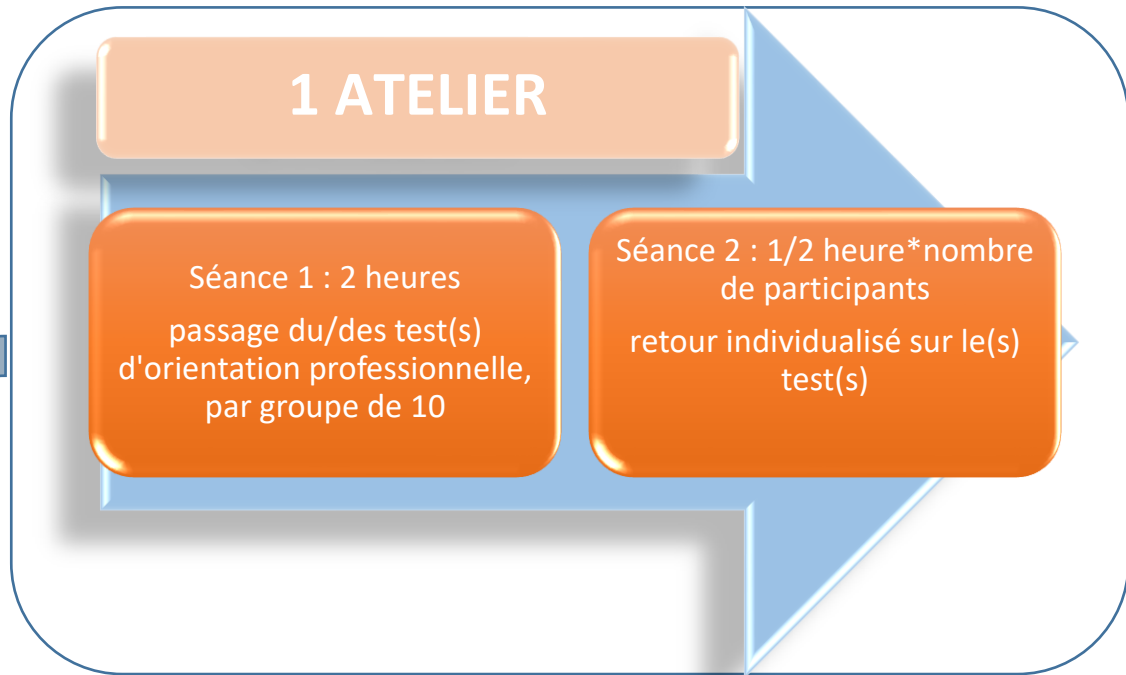 1 ATELIER
Séance 1 : 2 heures
passage du/des test(s)
d'orientation professionnelle,
par groupe de 10
Séance 2 : 1/2 heure*nombre
de participants
retour individualisé sur le(s)
test(s)